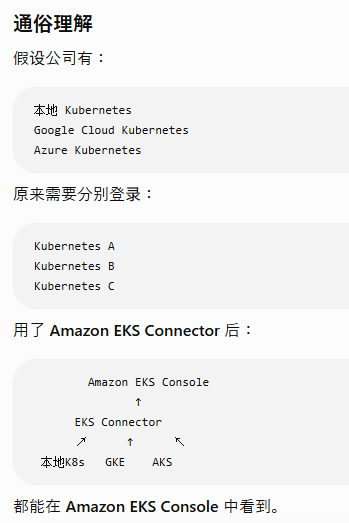 通俗理解
假设公司有：
本地 Kubernetes
Google Cloud Kubernetes
Azure Kubernetes
原来需要分别登录：
Kubernetes A
Kubernetes B
Kubernetes C
用了 Amazon EKS Connector 后：
Amazon EKS Console
↑
EKS Connector
↗ ↑ ↖
本地K8s GKE AKS
都能在 Amazon EKS Console 中看到。